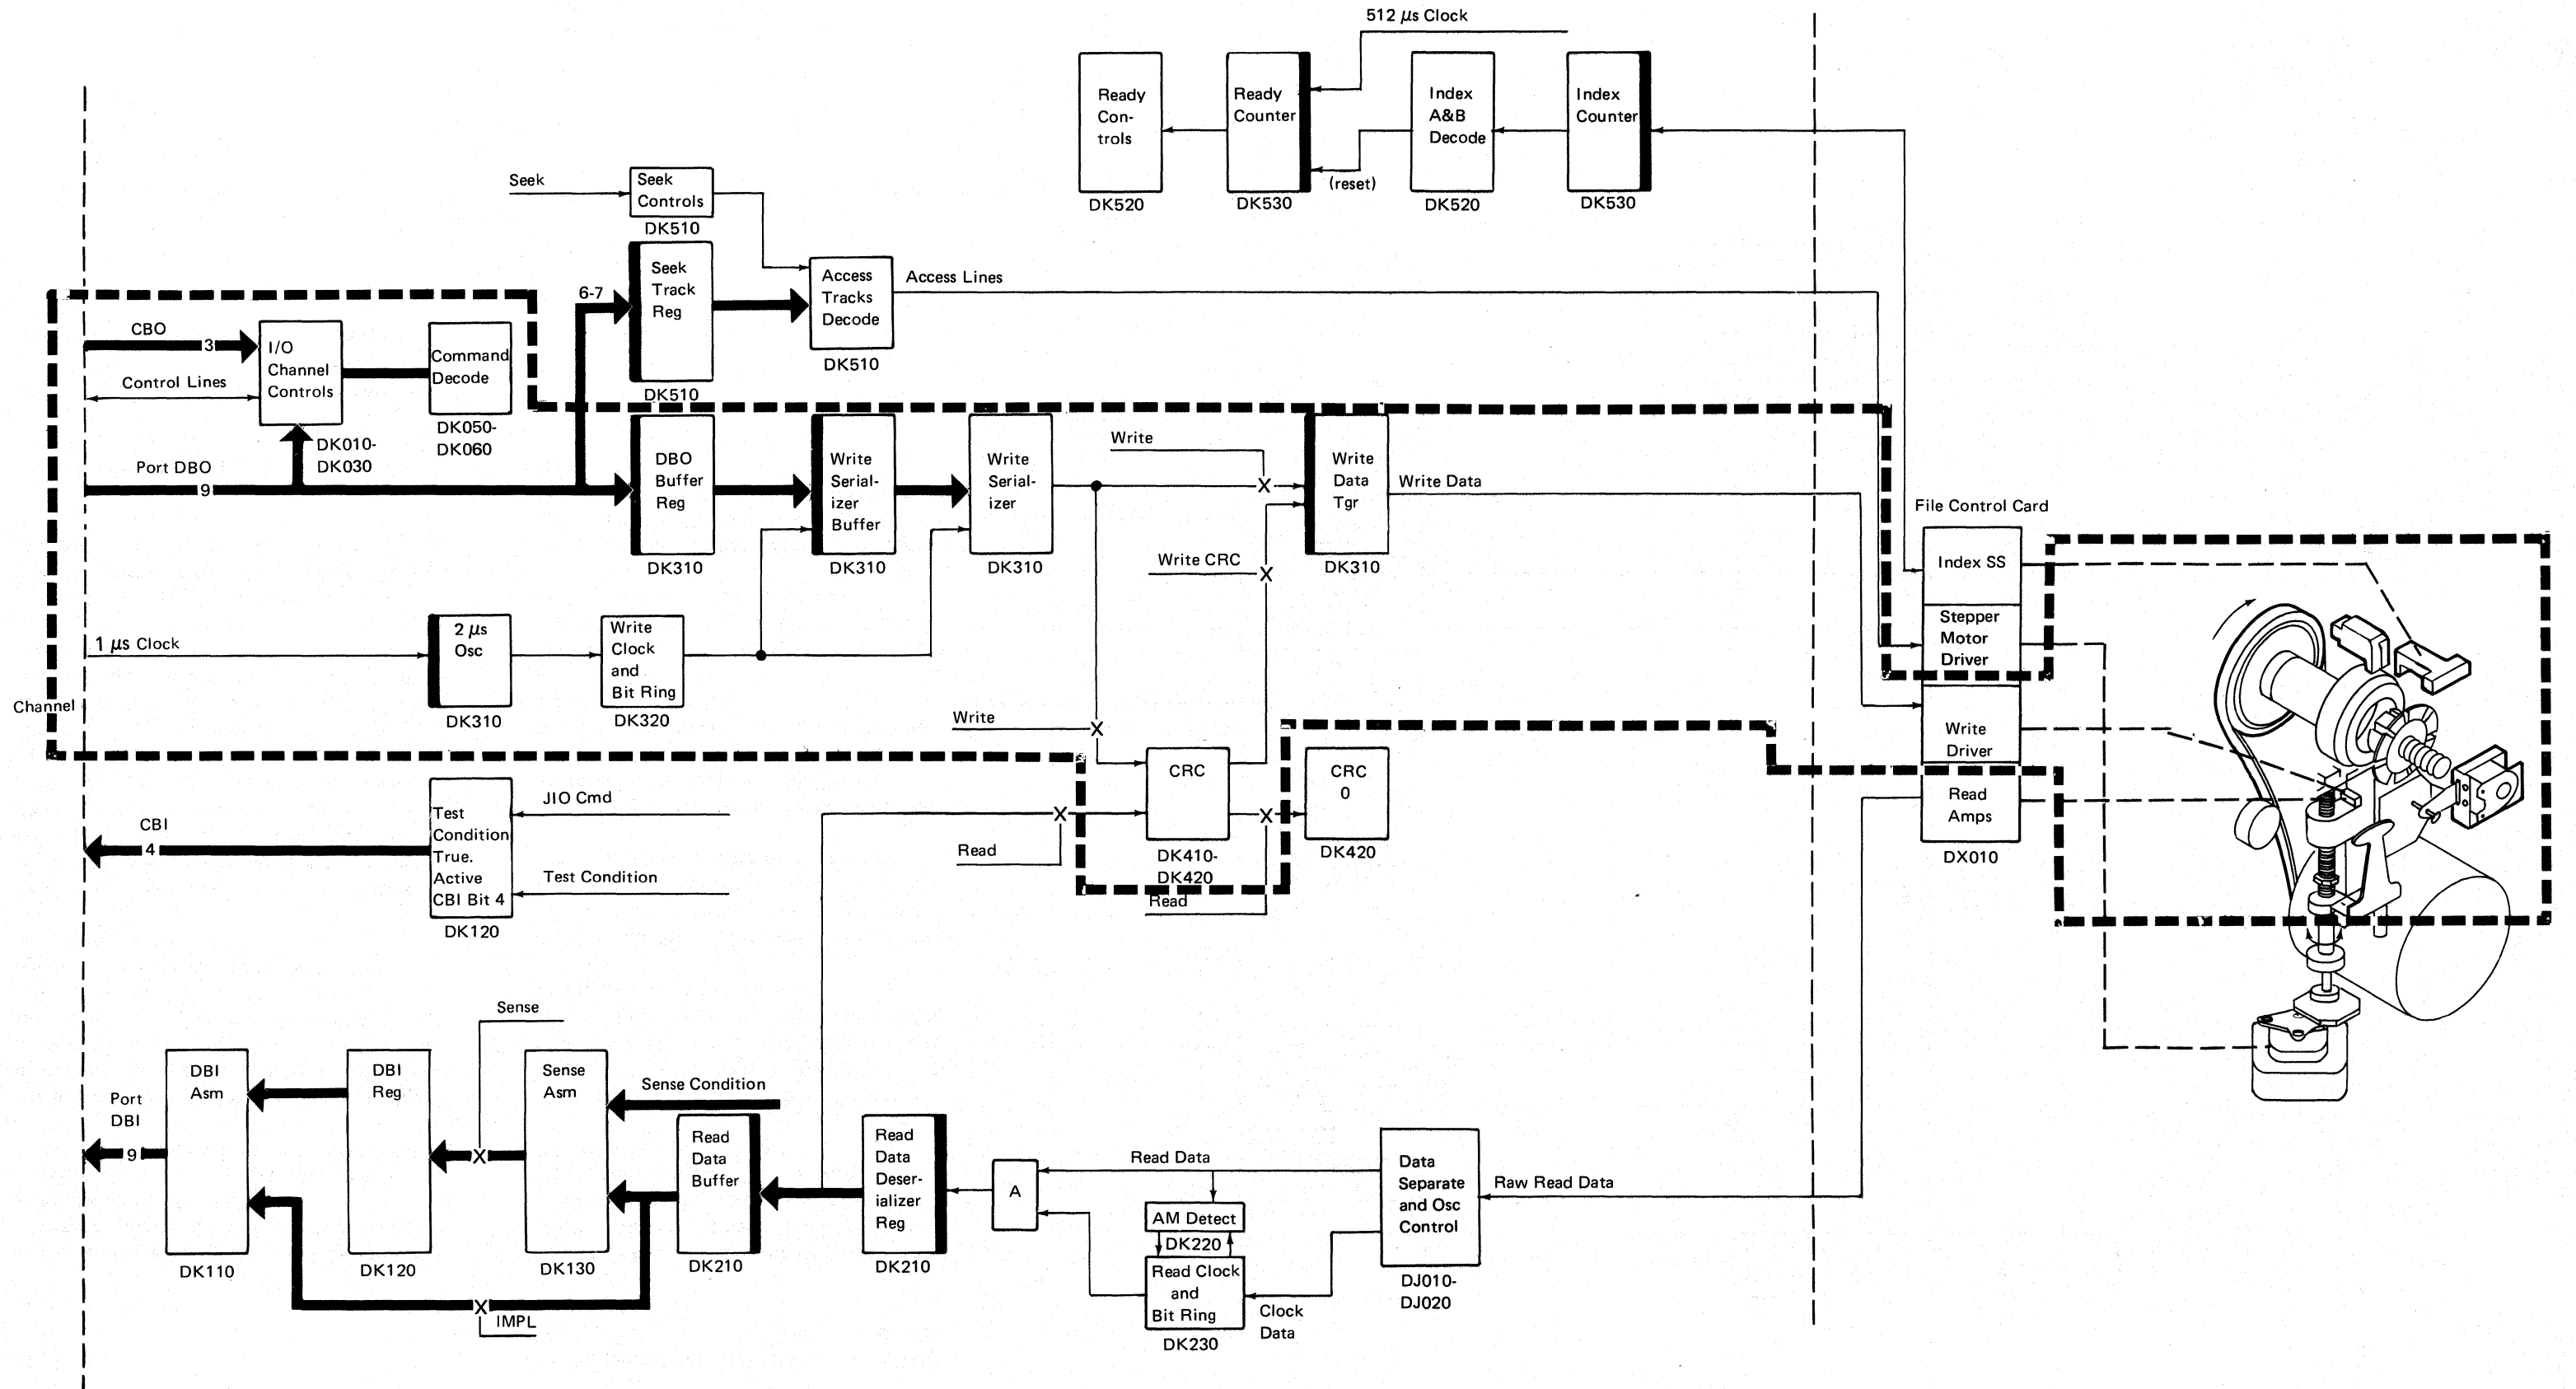 512 μs Clock
Ready
Con-
trols
DK520
Ready
Counter
DK530
(reset)
Index
A&B
Decode
DK520
Index
Counter
DK530
Seek
Seek
Controls
DK510
6-7
Seek
Track
Reg
DK510
Access
Tracks
Decode
DK510
Access Lines
CBO
3
Control Lines
I/O
Channel
Controls
DK010-
DK030
Command
Decode
DK050-
DK060
Port DBO
9
DBO
Buffer
Reg
DK310
Write
Serial-
izer
Buffer
DK310
Write
Serial-
izer
DK310
Write
X
Write CRC
X
Write
Data
Tgr
DK310
Write Data
File Control Card
Index SS
Stepper
Motor
Driver
Write
Driver
Read
Amps
DX010
1 μs Clock
2 μs
Osc
DK310
Write
Clock
and
Bit Ring
DK320
Channel
Write
X
CRC
DK410-
DK420
X
Read
X
Read
CRC
0
DK420
CBI
4
Test
Condition
True.
Active
CBI Bit 4
DK120
JIO Cmd
Test Condition
Port
DBI
9
DBI
Asm
DK110
DBI
Reg
DK120
Sense
X
Sense
Asm
DK130
Sense Condition
X
IMPL
Read
Data
Buffer
DK210
Read
Data
Deser-
ializer
Reg
DK210
A
Read Data
AM Detect
DK220
Read Clock
and
Bit Ring
DK230
Clock
Data
Data
Separate
and Osc
Control
DJ010-
DJ020
Raw Read Data